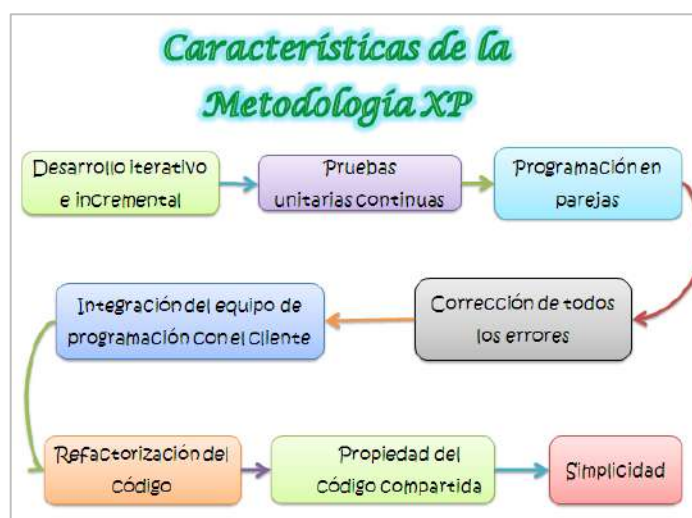 Características de la
Metodología XP
Desarrollo iterativo
e incremental
Pruebas
unitarias continuas
Programación en
parejas
Corrección de todos
los errores
Integración del equipo de
programación con el cliente
Refactorización del
código
Propiedad del
código compartida
Simplicidad